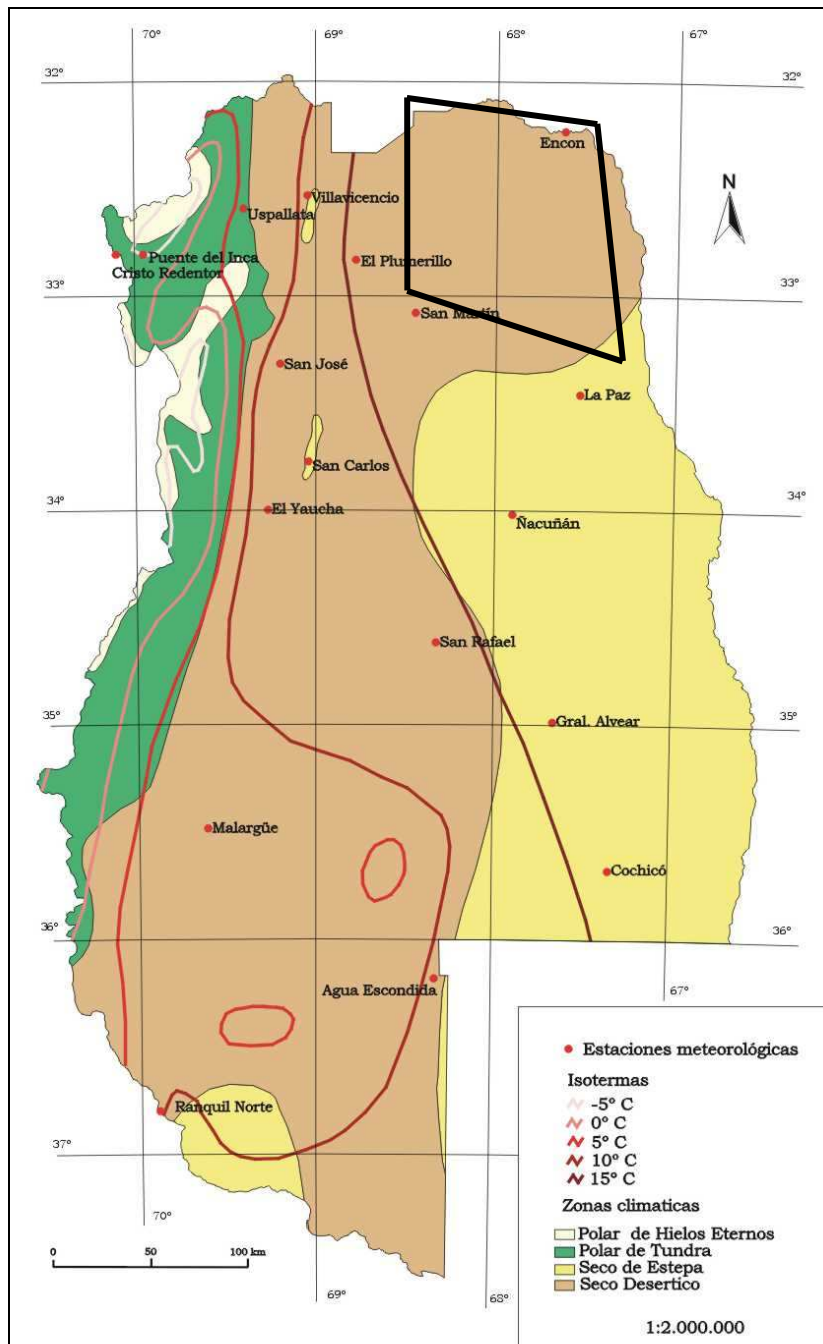 70°
69°
68°
67°
32°
32°
Encon
N
Villavicencio
Uspallata
Puente del Inca
El Plumerillo
Cristo Redentor
33°
33°
San Martín
San José
La Paz
San Carlos
34°
El Yaucha
34°
Ñacuñán
San Rafael
35°
Gral. Alvear
35°
Malargüe
Cochicó
36°
36°
Agua Escondida
67°
Estaciones meteorológicas
Isotermas
-5° C
0° C
5° C
10° C
15° C
Ranquil Norte
37°
Zonas climaticas
70°
Polar de Hielos Eternos
Polar de Tundra
Seco de Estepa
Seco Desertico
0 50 100 km
69°
68°
1:2.000.000